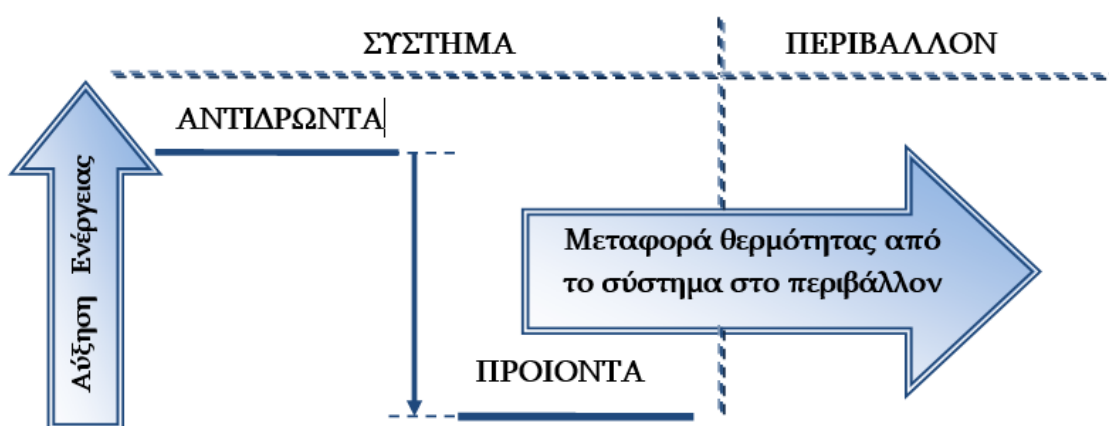 ΣΥΣΤΗΜΑ
ΠΕΡΙΒΑΛΛΟΝ
ΑΝΤΙΔΡΩΝΤΑ
Αύξηση Ενέργειας
Μεταφορά θερμότητας από
το σύστημα στο περιβάλλον
ΠΡΟΙΟΝΤΑ